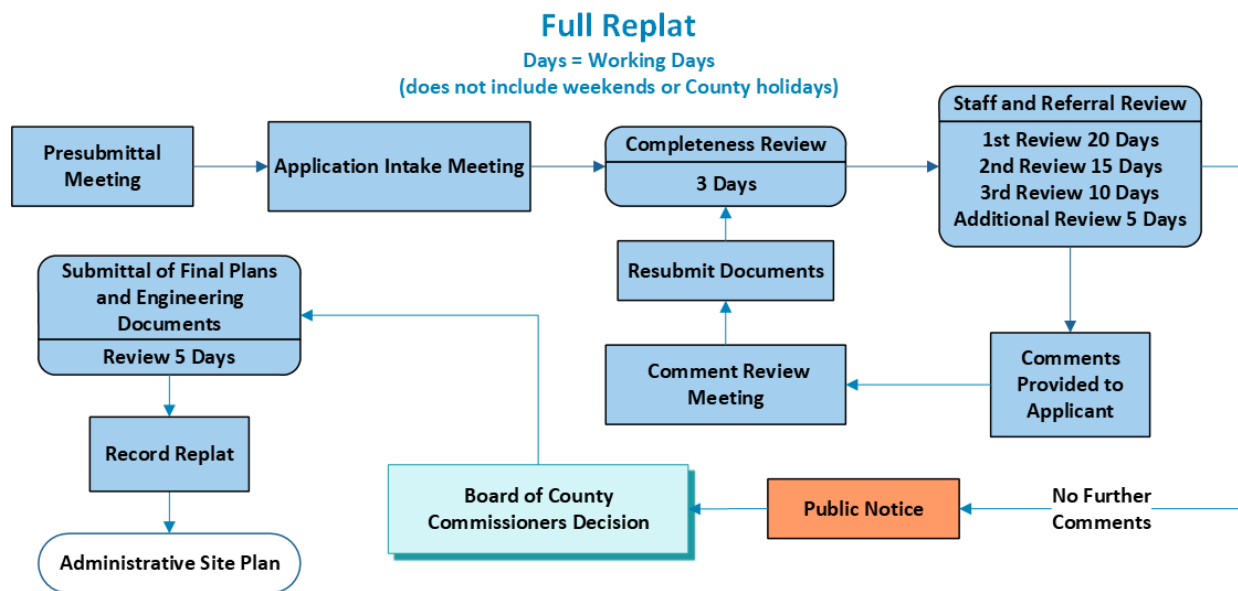 Full Replat
Days = Working Days
(does not include weekends or County holidays)
Presubmittal
Meeting
Application Intake Meeting
Completeness Review
3 Days
Staff and Referral Review
1st Review 20 Days
2nd Review 15 Days
3rd Review 10 Days
Additional Review 5 Days
Resubmit Documents
Submittal of Final Plans
and Engineering
Documents
Review 5 Days
Comment Review
Meeting
Comments
Provided to
Applicant
Record Replat
Board of County
Commissioners Decision
Public Notice
No Further
Comments
Administrative Site Plan